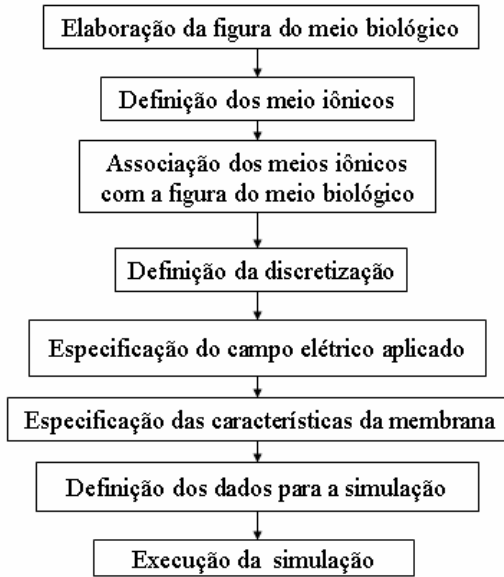 Elaboração da figura do meio biológico
Definição dos meio iônicos
Associação dos meios iônicos
com a figura do meio biológico
Definição da discretização
Especificação do campo elétrico aplicado
Especificação das características da membrana
Definição dos dados para a simulação
Execução da simulação